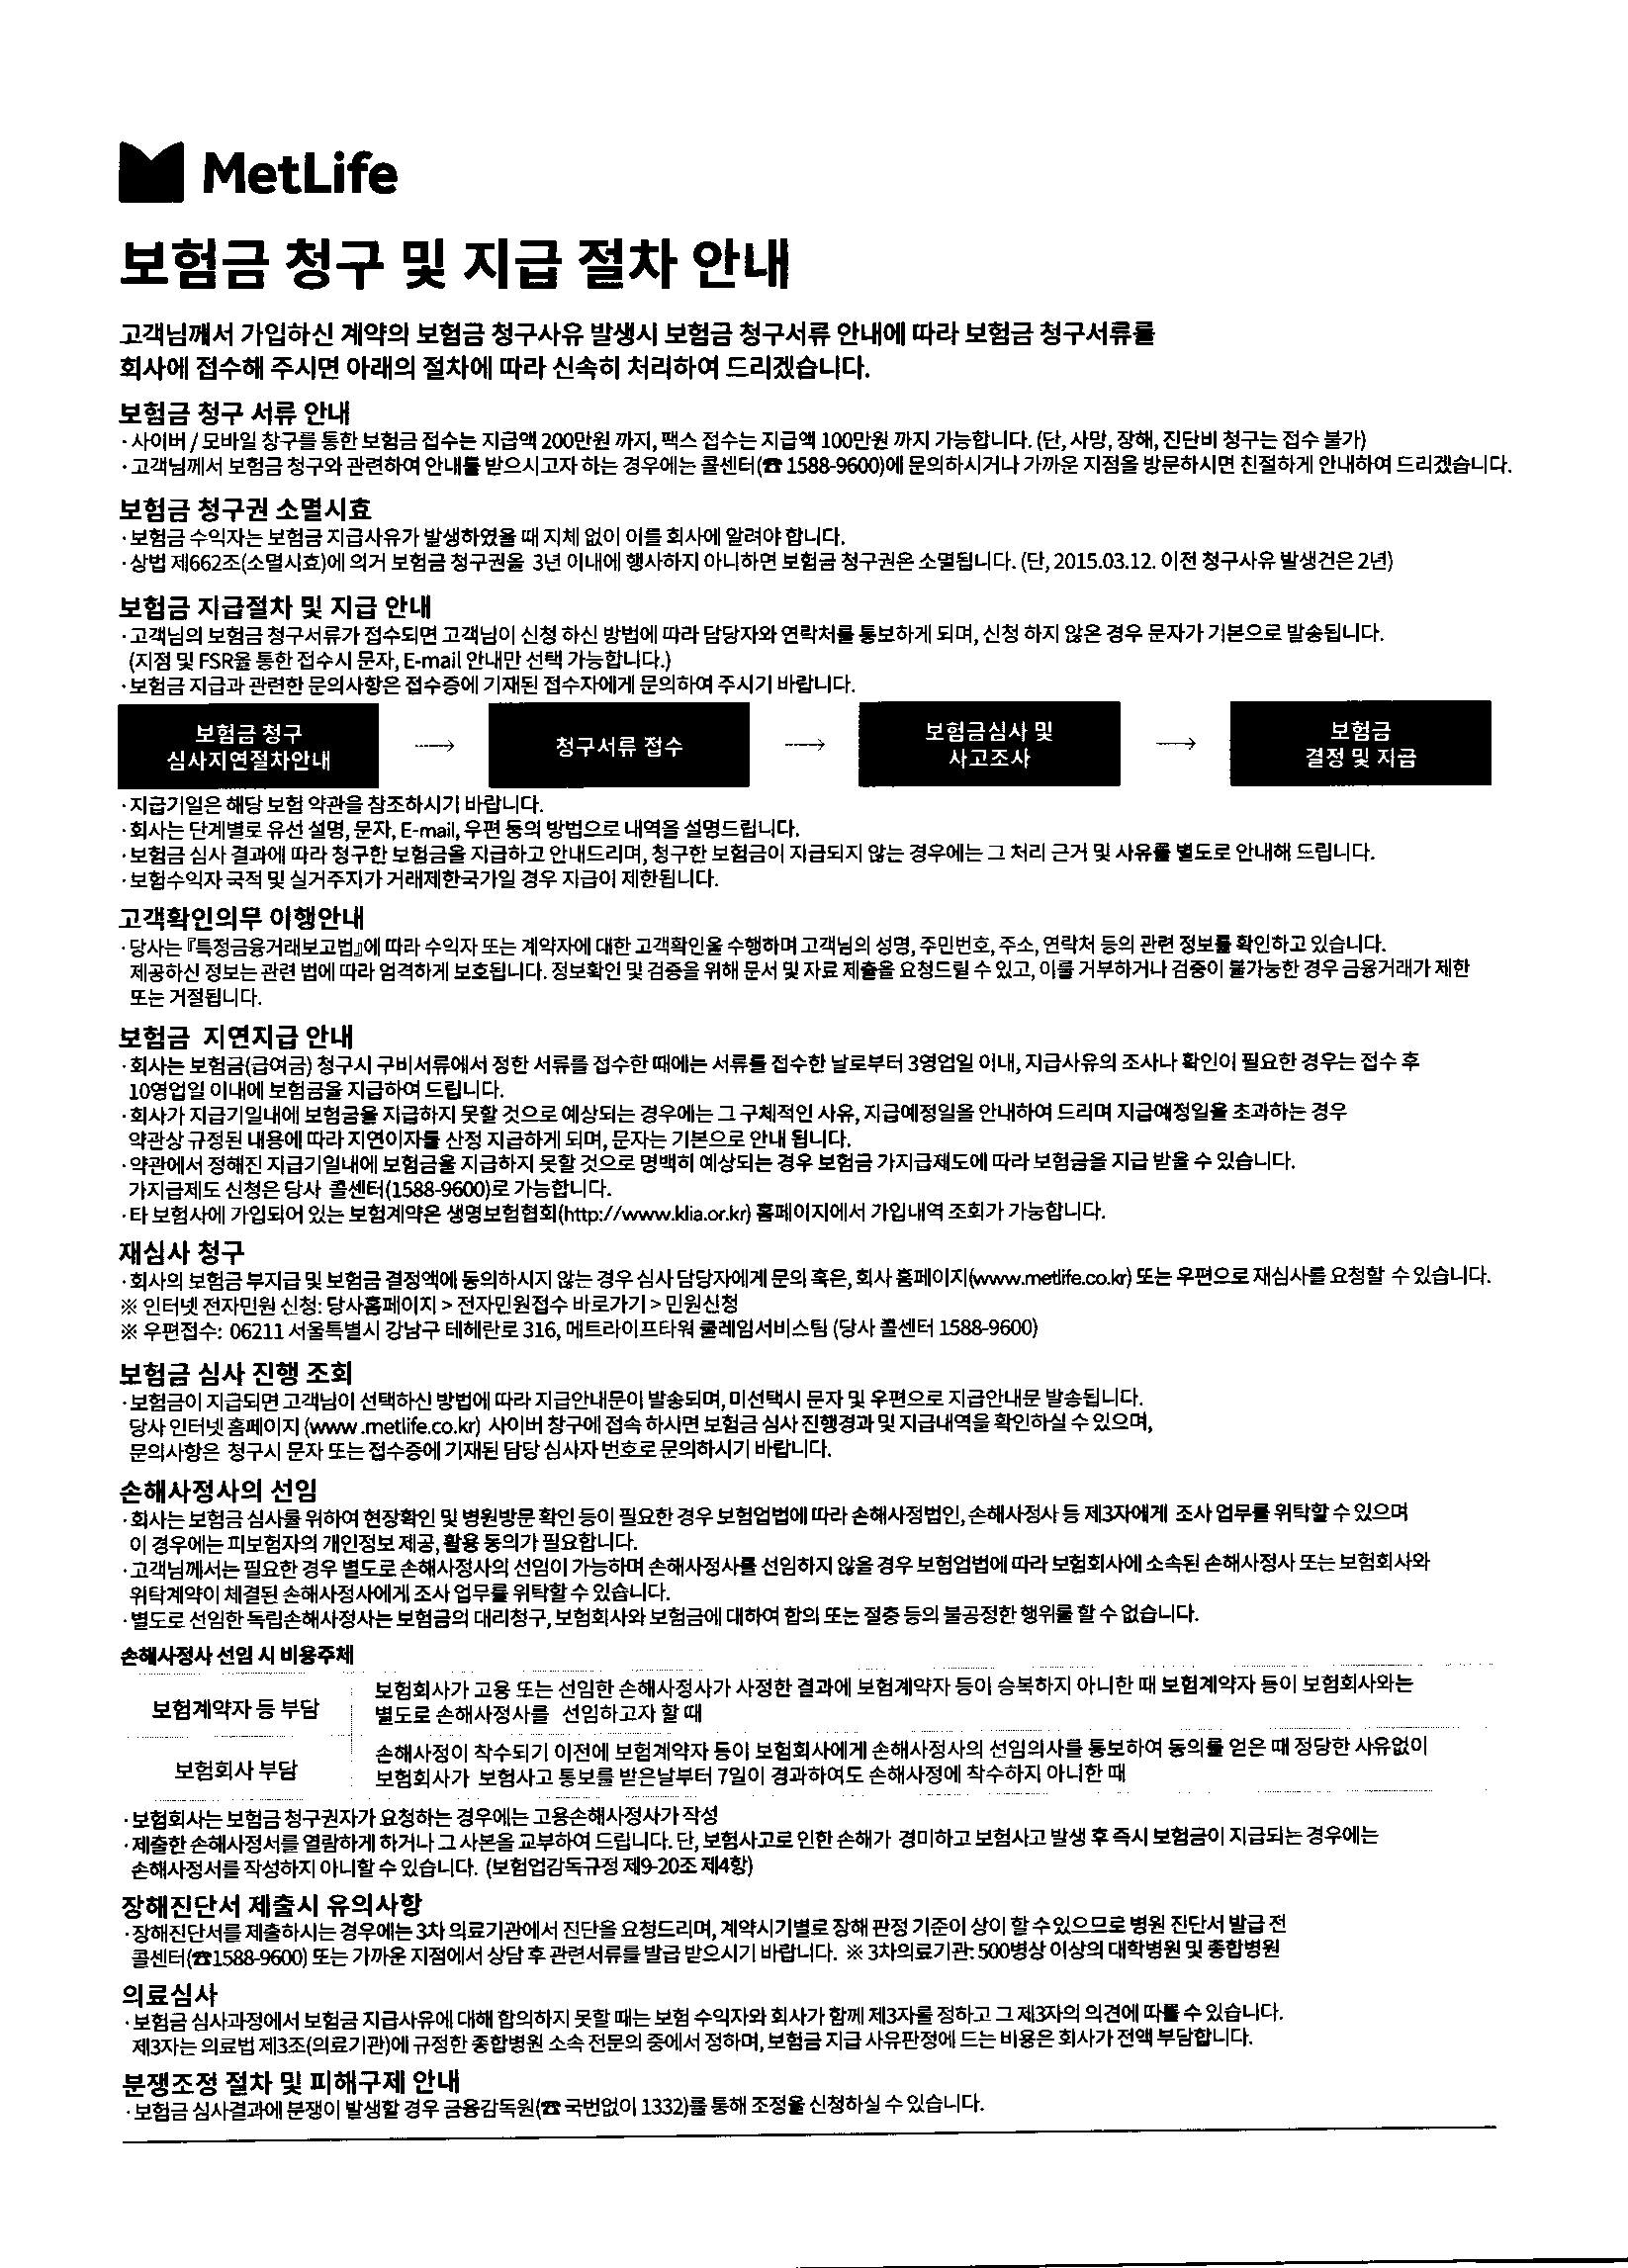 MetLife
보험금 청구 및 지급 절차 안내
고객님께서 가입하신 계약의 보험금 청구사유 발생시 보험금 청구서류 안내에 따라 보험금 청구서류를
회사에 접수해 주시면 아래의 절차에 따라 신속히 처리하여 드리겠습니다.
보험금 청구 서류 안내
· 사이버 / 모바일 창구를 통한 보험금 접수는 지급액 200만원 까지, 팩스 접수는 지급액 100만원 까지 가능합니다. (단, 사망, 장해, 진단비 청구는 접수 불가)
· 고객님께서 보험금 청구와 관련하여 안내를 받으시고자 하는 경우에는 콜센터(☎ 1588-9600)에 문의하시거나 가까운 지점을 방문하시면 친절하게 안내하여 드리겠습니다.
보험금 청구권 소멸시효
· 보험금 수익자는 보험금 지급사유가 발생하였을 때 지체 없이 이를 회사에 알려야 합니다.
· 상법 제662조(소멸시효)에 의거 보험금 청구권을 3년 이내에 행사하지 아니하면 보험금 청구권은 소멸됩니다. (단, 2015.03.12. 이전 청구사유 발생건은 2년)
보험금 지급절차 및 지급 안내
· 고객님의 보험금 청구서류가 접수되면 고객님이 신청 하신 방법에 따라 담당자와 연락처를 통보하게 되며, 신청 하지 않은 경우 문자가 기본으로 발송됩니다.
(지점 및 FSR을 통한 접수시 문자, E-mail 안내만 선택 가능합니다.)
· 보험금 지급과 관련한 문의사항은 접수증에 기재된 접수자에게 문의하여 주시기 바랍니다.
보험금 청구
심사지연절차안내
→
청구서류 접수
→
보험금심사 및
사고조사
→
보험금
결정 및 지급
· 지급기일은 해당 보험 약관을 참조하시기 바랍니다.
· 회사는 단계별로 유선 설명, 문자, E-mail, 우편 등의 방법으로 내역을 설명드립니다.
· 보험금 심사 결과에 따라 청구한 보험금을 지급하고 안내드리며, 청구한 보험금이 지급되지 않는 경우에는 그 처리 근거 및 사유를 별도로 안내해 드립니다.
· 보험수익자 국적 및 실거주지가 거래제한국가일 경우 지급이 제한됩니다.
고객확인의무 이행안내
· 당사는 『특정금융거래보고법』에 따라 수익자 또는 계약자에 대한 고객확인을 수행하며 고객님의 성명, 주민번호, 주소, 연락처 등의 관련 정보를 확인하고 있습니다.
제공하신 정보는 관련 법에 따라 엄격하게 보호됩니다. 정보확인 및 검증을 위해 문서 및 자료 제출을 요청드릴 수 있고, 이를 거부하거나 검증이 불가능한 경우 금융거래가 제한
또는 거절됩니다.
보험금 지연지급 안내
· 회사는 보험금(급여금) 청구시 구비서류에서 정한 서류를 접수한 때에는 서류를 접수한 날로부터 3영업일 이내, 지급사유의 조사나 확인이 필요한 경우는 접수 후
10영업일 이내에 보험금을 지급하여 드립니다.
· 회사가 지급기일내에 보험금을 지급하지 못할 것으로 예상되는 경우에는 그 구체적인 사유, 지급예정일을 안내하여 드리며 지급예정일을 초과하는 경우
약관상 규정된 내용에 따라 지연이자를 산정 지급하게 되며, 문자는 기본으로 안내 됩니다.
· 약관에서 정해진 지급기일내에 보험금을 지급하지 못할 것으로 명백히 예상되는 경우 보험금 가지급제도에 따라 보험금을 지급 받을 수 있습니다.
가지급제도 신청은 당사 콜센터(1588-9600)로 가능합니다.
· 타 보험사에 가입되어 있는 보험계약은 생명보험협회(http://www.klia.or.kr) 홈페이지에서 가입내역 조회가 가능합니다.
재심사 청구
· 회사의 보험금 부지급 및 보험금 결정액에 동의하시지 않는 경우 심사 담당자에게 문의 혹은, 회사 홈페이지(www.metlife.co.kr) 또는 우편으로 재심사를 요청할 수 있습니다.
※ 인터넷 전자민원 신청: 당사홈페이지 > 전자민원접수 바로가기 > 민원신청
※ 우편접수: 06211 서울특별시 강남구 테헤란로 316, 메트라이프타워 클레임서비스팀 (당사 콜센터 1588-9600)
보험금 심사 진행 조회
· 보험금이 지급되면 고객님이 선택하신 방법에 따라 지급안내문이 발송되며, 미선택시 문자 및 우편으로 지급안내문 발송됩니다.
당사 인터넷 홈페이지 (www.metlife.co.kr) 사이버 창구에 접속 하시면 보험금 심사 진행경과 및 지급내역을 확인하실 수 있으며,
문의사항은 청구시 문자 또는 접수증에 기재된 담당 심사자 번호로 문의하시기 바랍니다.
손해사정사의 선임
· 회사는 보험금 심사를 위하여 현장확인 및 병원방문 확인 등이 필요한 경우 보험업법에 따라 손해사정법인, 손해사정사 등 제3자에게 조사 업무를 위탁할 수 있으며
이 경우에는 피보험자의 개인정보 제공, 활용 동의가 필요합니다.
· 고객님께서는 필요한 경우 별도로 손해사정사의 선임이 가능하며 손해사정사를 선임하지 않을 경우 보험업법에 따라 보험회사에 소속된 손해사정사 또는 보험회사와
위탁계약이 체결된 손해사정사에게 조사 업무를 위탁할 수 있습니다.
· 별도로 선임한 독립손해사정사는 보험금의 대리청구, 보험회사와 보험금에 대하여 합의 또는 절충 등의 불공정한 행위를 할 수 없습니다.
손해사정사 선임 시 비용주체
보험계약자 등 부담
보험회사가 고용 또는 선임한 손해사정사가 사정한 결과에 보험계약자 등이 승복하지 아니한 때 보험계약자 등이 보험회사와는
별도로 손해사정사를 선임하고자 할 때
보험회사 부담
손해사정이 착수되기 이전에 보험계약자 등이 보험회사에게 손해사정사의 선임의사를 통보하여 동의를 얻은 때 정당한 사유없이
보험회사가 보험사고 통보를 받은날부터 7일이 경과하여도 손해사정에 착수하지 아니한 때
· 보험회사는 보험금 청구권자가 요청하는 경우에는 고용손해사정사가 작성
· 제출한 손해사정서를 열람하게 하거나 그 사본을 교부하여 드립니다. 단, 보험사고로 인한 손해가 경미하고 보험사고 발생 후 즉시 보험금이 지급되는 경우에는
손해사정서를 작성하지 아니할 수 있습니다. (보험업감독규정 제9-20조 제4항)
장해진단서 제출시 유의사항
· 장해진단서를 제출하시는 경우에는 3차 의료기관에서 진단을 요청드리며, 계약시기별로 장해 판정 기준이 상이 할 수 있으므로 병원 진단서 발급 전
콜센터(☎1588-9600) 또는 가까운 지점에서 상담 후 관련서류를 발급 받으시기 바랍니다. ※ 3차의료기관: 500병상 이상의 대학병원 및 종합병원
의료심사
· 보험금 심사과정에서 보험금 지급사유에 대해 합의하지 못할 때는 보험 수익자와 회사가 함께 제3자를 정하고 그 제3자의 의견에 따를 수 있습니다.
제3자는 의료법 제3조(의료기관)에 규정한 종합병원 소속 전문의 중에서 정하며, 보험금 지급 사유판정에 드는 비용은 회사가 전액 부담합니다.
분쟁조정 절차 및 피해구제 안내
· 보험금 심사결과에 분쟁이 발생할 경우 금융감독원(☎ 국번없이 1332)를 통해 조정을 신청하실 수 있습니다.